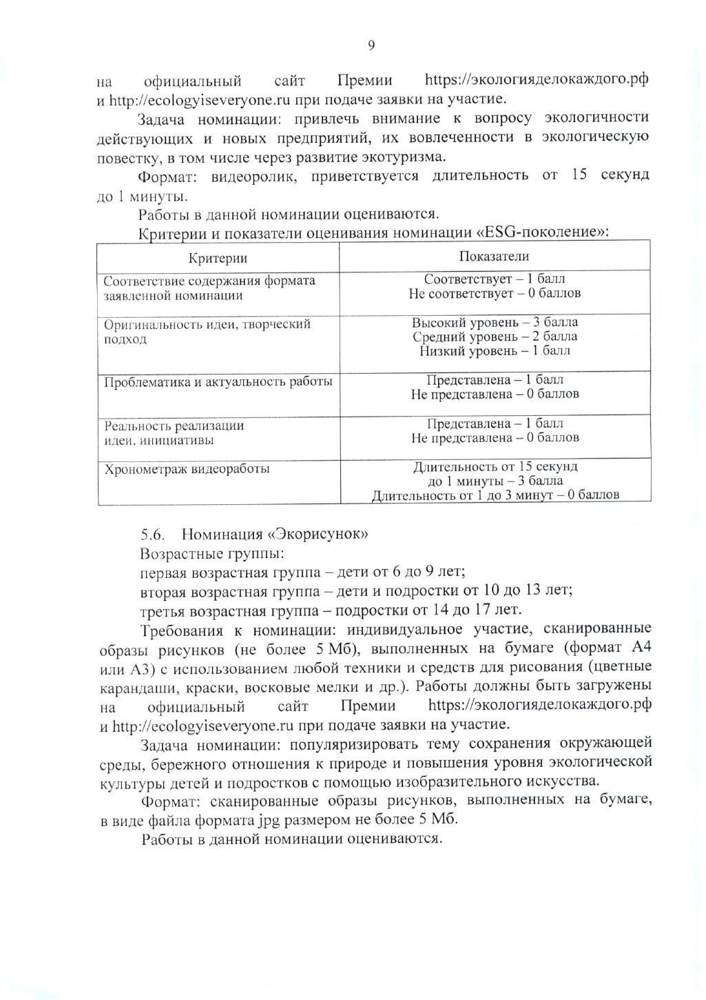 9
на официальный сайт Премии https://экологияделокаждого.рф
и http://ecologyiseveryone.ru при подаче заявки на участие.
Задача номинации: привлечь внимание к вопросу экологичности
действующих и новых предприятий, их вовлеченности в экологическую
повестку, в том числе через развитие экотуризма.
Формат: видеоролик, приветствуется длительность от 15 секунд
до 1 минуты.
Работы в данной номинации оцениваются.
Критерии и показатели оценивания номинации «ESG-поколение»:
Критерии
Показатели
Соответствие содержания формата
заявленной номинации
Соответствует – 1 балл
Не соответствует – 0 баллов
Оригинальность идеи, творческий
подход
Высокий уровень – 3 балла
Средний уровень – 2 балла
Низкий уровень – 1 балл
Проблематика и актуальность работы
Представлена – 1 балл
Не представлена – 0 баллов
Реальность реализации
идеи, инициативы
Представлена – 1 балл
Не представлена – 0 баллов
Хронометраж видеоработы
Длительность от 15 секунд
до 1 минуты – 3 балла
Длительность от 1 до 3 минут – 0 баллов
5.6. Номинация «Экорисунок»
Возрастные группы:
первая возрастная группа – дети от 6 до 9 лет;
вторая возрастная группа – дети и подростки от 10 до 13 лет;
третья возрастная группа – подростки от 14 до 17 лет.
Требования к номинации: индивидуальное участие, сканированные
образы рисунков (не более 5 Мб), выполненных на бумаге (формат А4
или А3) с использованием любой техники и средств для рисования (цветные
карандаши, краски, восковые мелки и др.). Работы должны быть загружены
на официальный сайт Премии https://экологияделокаждого.рф
и http://ecologyiseveryone.ru при подаче заявки на участие.
Задача номинации: популяризировать тему сохранения окружающей
среды, бережного отношения к природе и повышения уровня экологической
культуры детей и подростков с помощью изобразительного искусства.
Формат: сканированные образы рисунков, выполненных на бумаге,
в виде файла формата jpg размером не более 5 Мб.
Работы в данной номинации оцениваются.